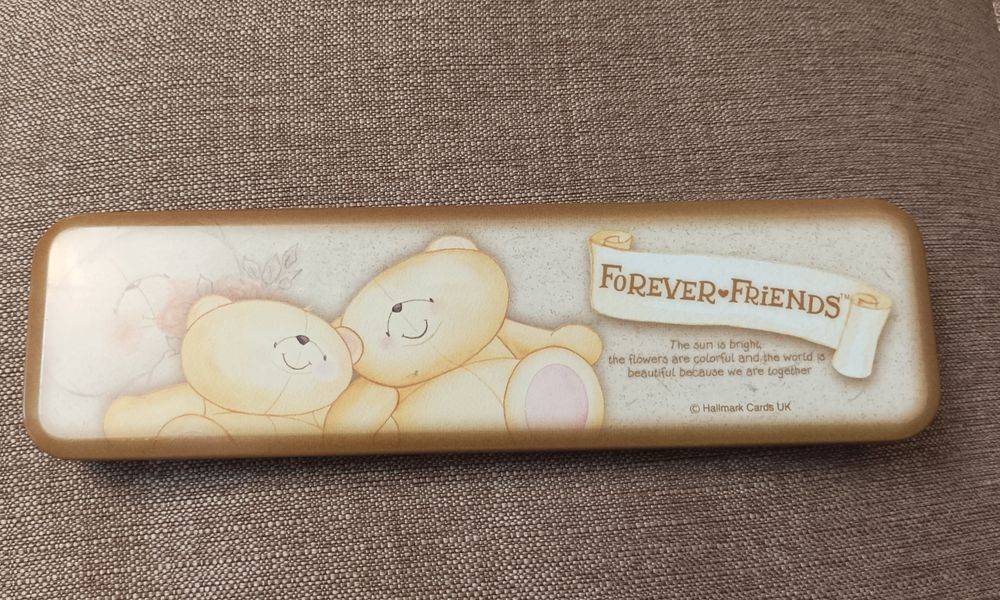 FOREVER♥FRiENDS™
The sun is bright,
the flowers are colorful and the world is
beautiful because we are together
© Hallmark Cards UK